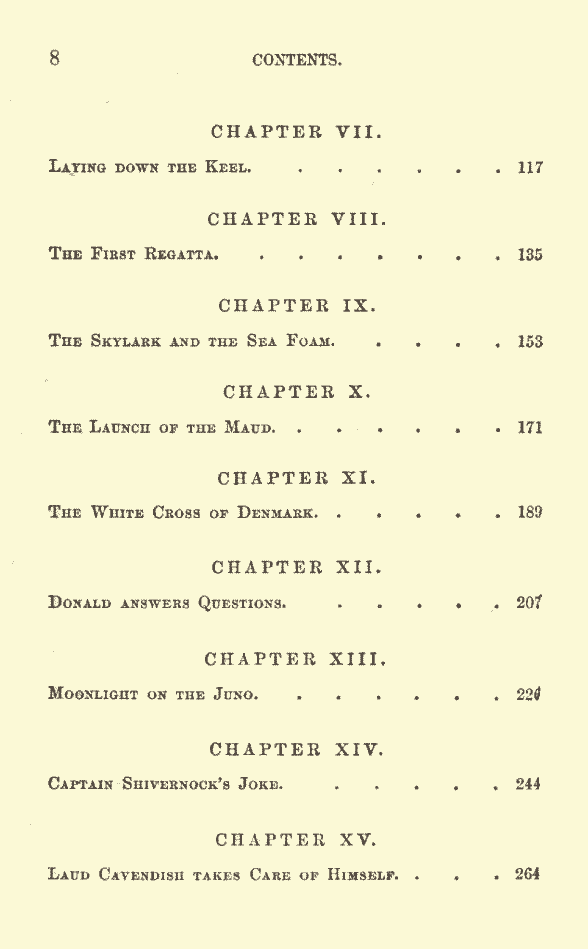 8 CONTENTS.
CHAPTER VII.
LAYING DOWN THE KEEL. . . . . . . 117
CHAPTER VIII.
THE FIRST REGATTA. . . . . . . . 135
CHAPTER IX.
THE SKYLARK AND THE SEA FOAM. . . . . 153
CHAPTER X.
THE LAUNCH OF THE MAUD. . . . . . . 171
CHAPTER XI.
THE WHITE CROSS OF DENMARK. . . . . . 189
CHAPTER XII.
DONALD ANSWERS QUESTIONS. . . . . . 207
CHAPTER XIII.
MOONLIGHT ON THE JUNO. . . . . . .
CHAPTER XIV.
CAPTAIN SHIVERNOCK'S JOKE. . . . . . 244
CHAPTER XV.
LAUD CAVENDISH TAKES CARE OF HIMSELF. . . . 264